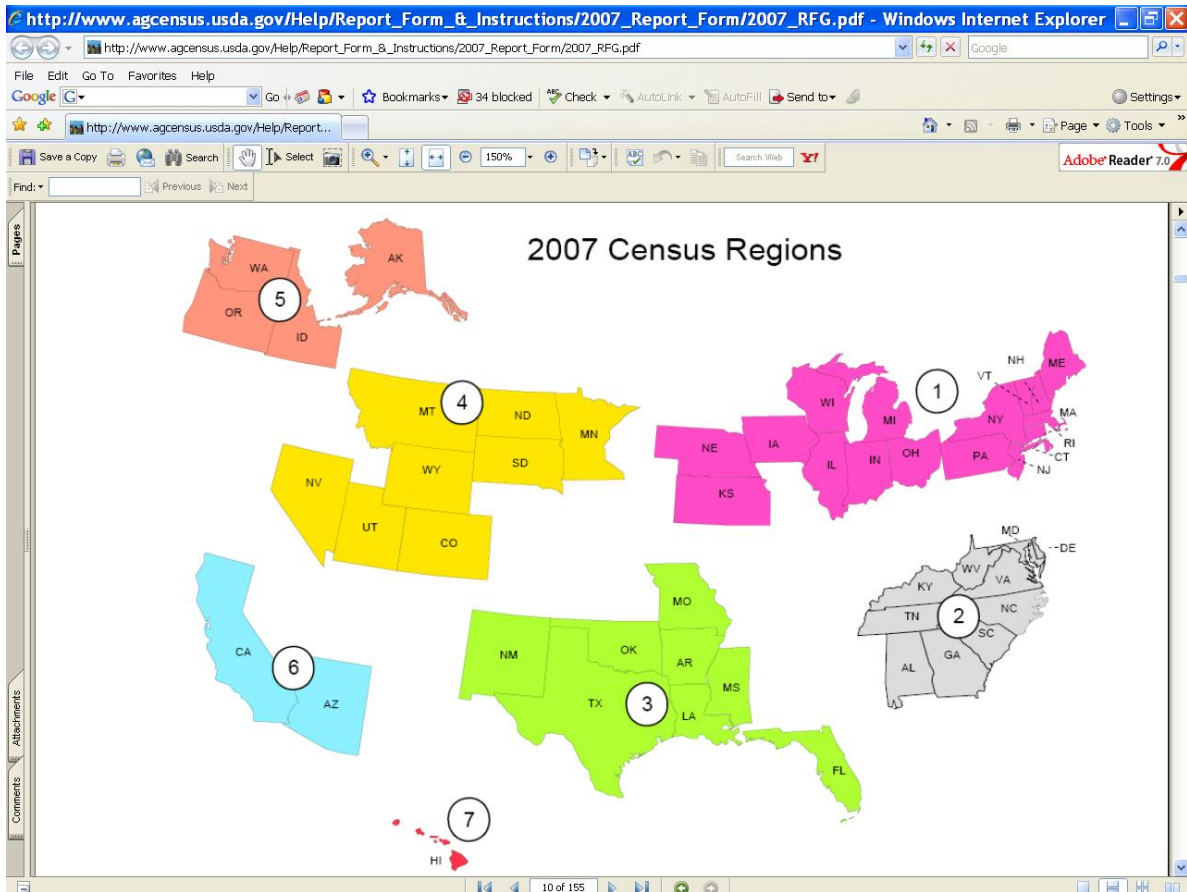 http://www.agcensus.usda.gov/Help/Report_Form_&_Instructions/2007_Report_Form/2007_RFG.pdf - Windows Internet Explorer
http://www.agcensus.usda.gov/Help/Report_Form_&_Instructions/2007_Report_Form/2007_RFG.pdf
Google
File Edit Go To Favorites Help
Google G Go Bookmarks 34 blocked ABC Check AutoLink AutoFill Send to Settings
http://www.agcensus.usda.gov/Help/Report... Page Tools »
Save a Copy Search Select 150% Search Web Y! Adobe Reader 7.0
Find: Previous Next
Pages
Attachments
Comments
2007 Census Regions
WA
AK
5
OR
ID
NH
ME
VT
1
MT
4
ND
MN
WI
MI
NY
MA
RI
CT
NJ
NE
IA
IL
IN
OH
PA
KS
WY
SD
NV
UT
CO
MD
DE
WV
KY
VA
TN
2
NC
SC
AL
GA
MO
NM
OK
AR
CA
6
AZ
TX
3
LA
MS
FL
7
HI
10 of 155